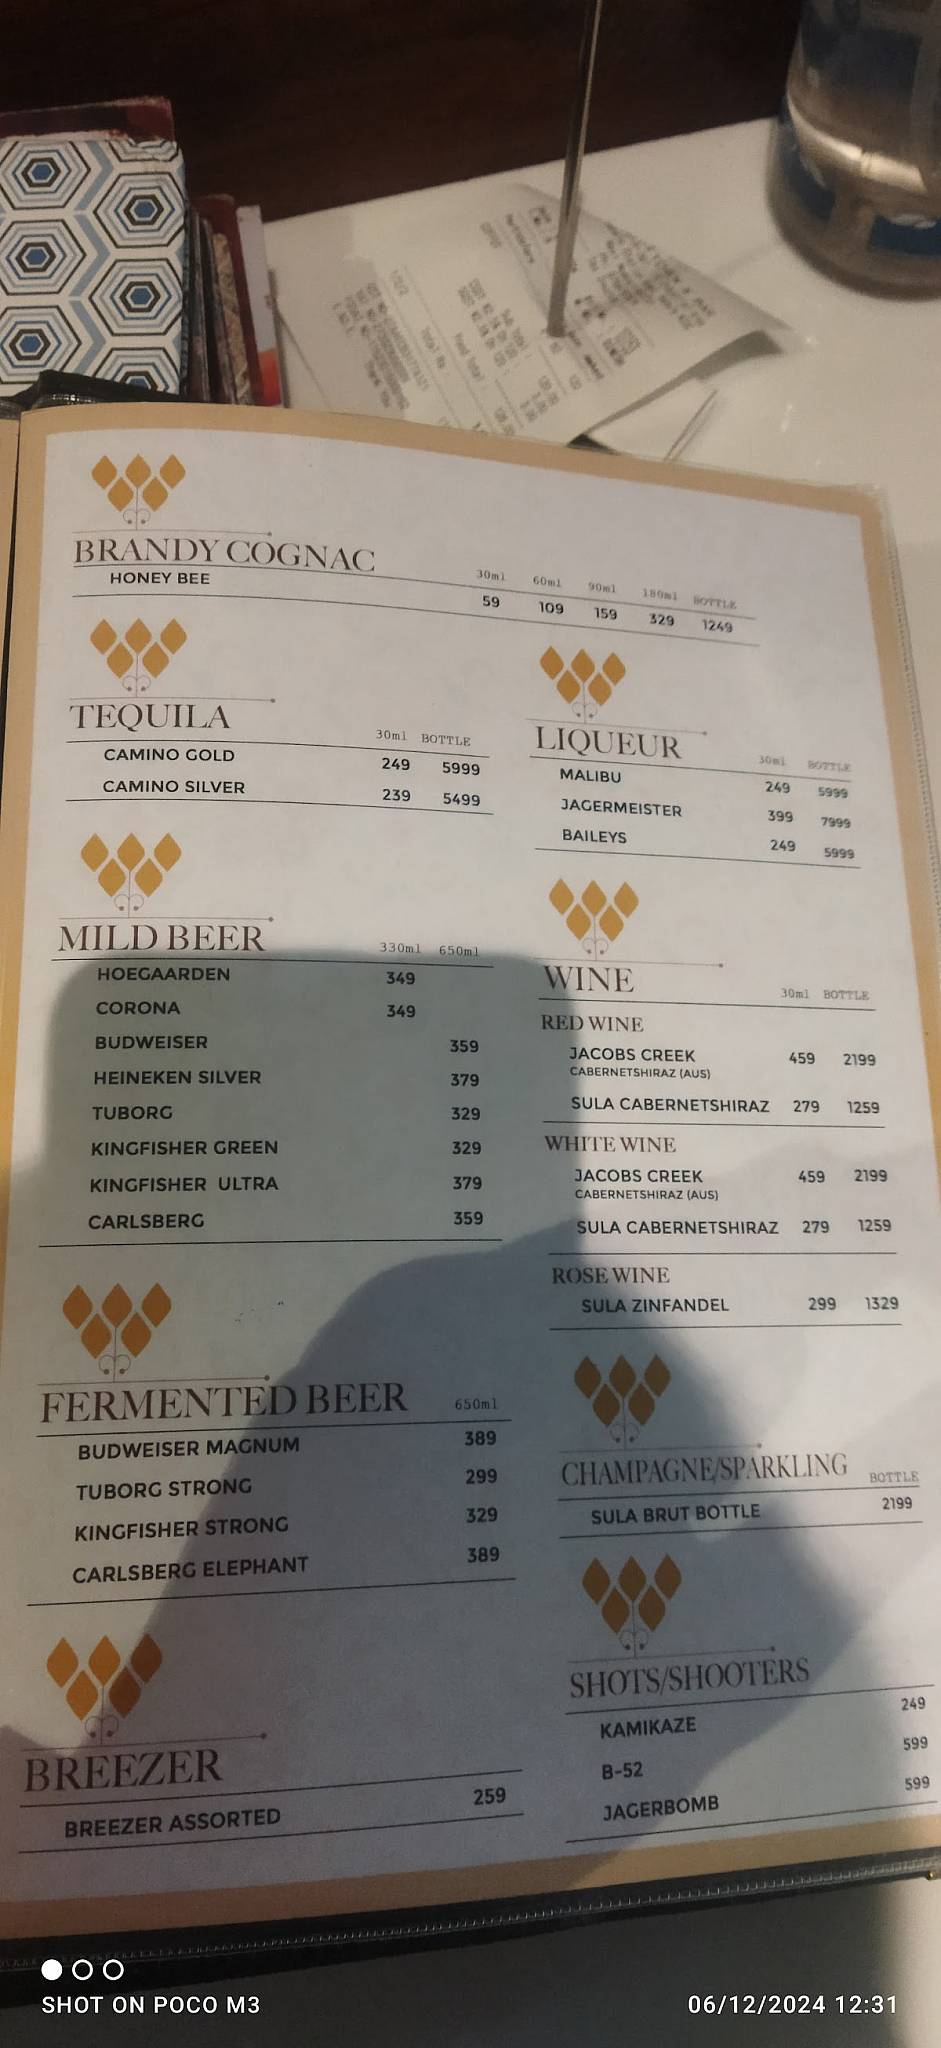 BRANDY COGNAC
30ml 60ml 90ml 180ml BOTTLE
HONEY BEE 59 109 159 329 1249
TEQUILA
30ml BOTTLE
CAMINO GOLD 249 5999
CAMINO SILVER 239 5499
LIQUEUR
30ml BOTTLE
MALIBU 249 5999
JAGERMEISTER 399 7999
BAILEYS 249 5999
MILD BEER
330ml 650ml
HOEGAARDEN 349
CORONA 349
BUDWEISER 359
HEINEKEN SILVER 379
TUBORG 329
KINGFISHER GREEN 329
KINGFISHER ULTRA 379
CARLSBERG 359
WINE
30ml BOTTLE
RED WINE
JACOBS CREEK 459 2199
CABERNETSHIRAZ (AUS)
SULA CABERNETSHIRAZ 279 1259
WHITE WINE
JACOBS CREEK 459 2199
CABERNETSHIRAZ (AUS)
SULA CABERNETSHIRAZ 279 1259
ROSE WINE
SULA ZINFANDEL 299 1329
FERMENTED BEER
650ml
BUDWEISER MAGNUM 389
TUBORG STRONG 299
KINGFISHER STRONG 329
CARLSBERG ELEPHANT 389
CHAMPAGNE/SPARKLING
BOTTLE
SULA BRUT BOTTLE 2199
BREEZER
BREEZER ASSORTED 259
SHOTS/SHOOTERS
KAMIKAZE 249
B-52 599
JAGERBOMB 599
SHOT ON POCO M3
06/12/2024 12:31